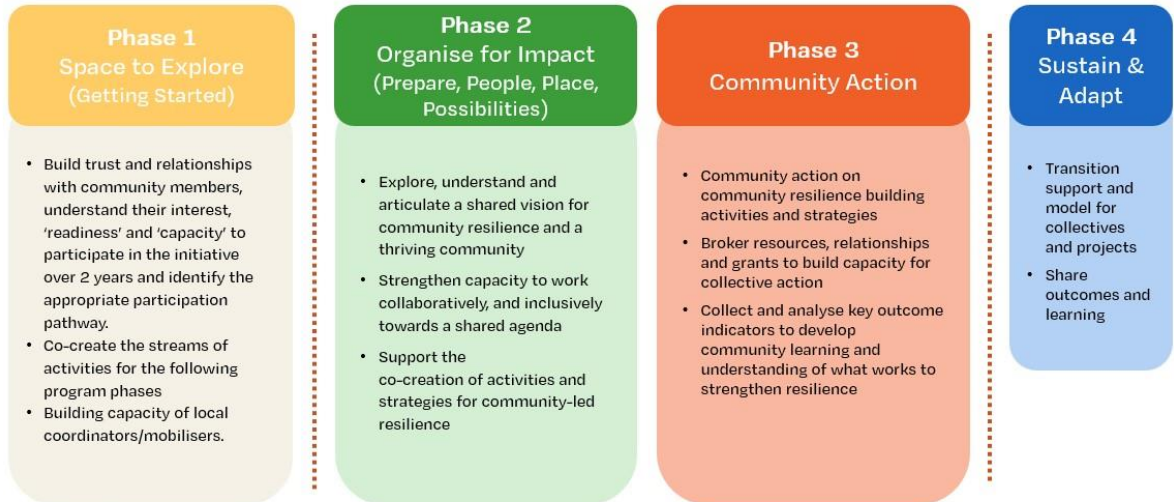 Phase 1
Space to Explore
(Getting Started)
• Build trust and relationships
with community members,
understand their interest,
‘readiness’ and ‘capacity’ to
participate in the initiative
over 2 years and identify the
appropriate participation
pathway.
• Co-create the streams of
activities for the following
program phases
• Building capacity of local
coordinators/mobilisers.
Phase 2
Organise for Impact
(Prepare, People, Place,
Possibilities)
• Explore, understand and
articulate a shared vision for
community resilience and a
thriving community
• Strengthen capacity to work
collaboratively, and inclusively
towards a shared agenda
• Support the
co-creation of activities and
strategies for community-led
resilience
Phase 3
Community Action
• Community action on
community resilience building
activities and strategies
• Broker resources, relationships
and grants to build capacity for
collective action
• Collect and analyse key outcome
indicators to develop
community learning and
understanding of what works to
strengthen resilience
Phase 4
Sustain &
Adapt
• Transition
support and
model for
collectives
and projects
• Share
outcomes and
learning